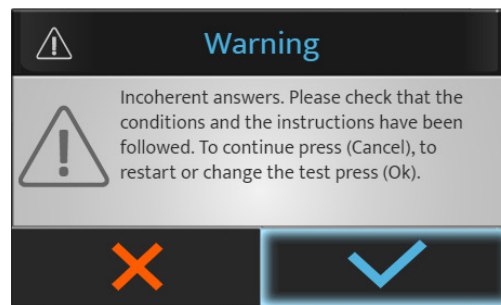 Warning
Incoherent answers. Please check that the
conditions and the instructions have been
followed. To continue press (Cancel), to
restart or change the test press (Ok).